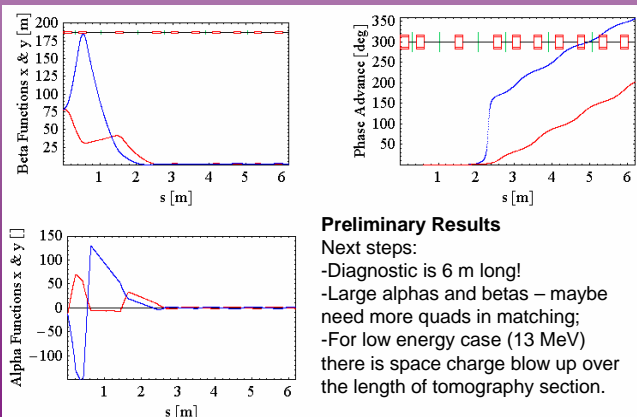 Beta Functions x & y [m]
200
175
150
125
100
75
50
25
1 2 3 4 5 6
s [m]
Phase Advance [deg]
350
300
250
200
150
100
50
1 2 3 4 5 6
s [m]
Alpha Functions x & y []
150
100
50
0
−50
−100
1 2 3 4 5 6
s [m]
Preliminary Results
Next steps:
-Diagnostic is 6 m long!
-Large alphas and betas – maybe
need more quads in matching;
-For low energy case (13 MeV)
there is space charge blow up over
the length of tomography section.